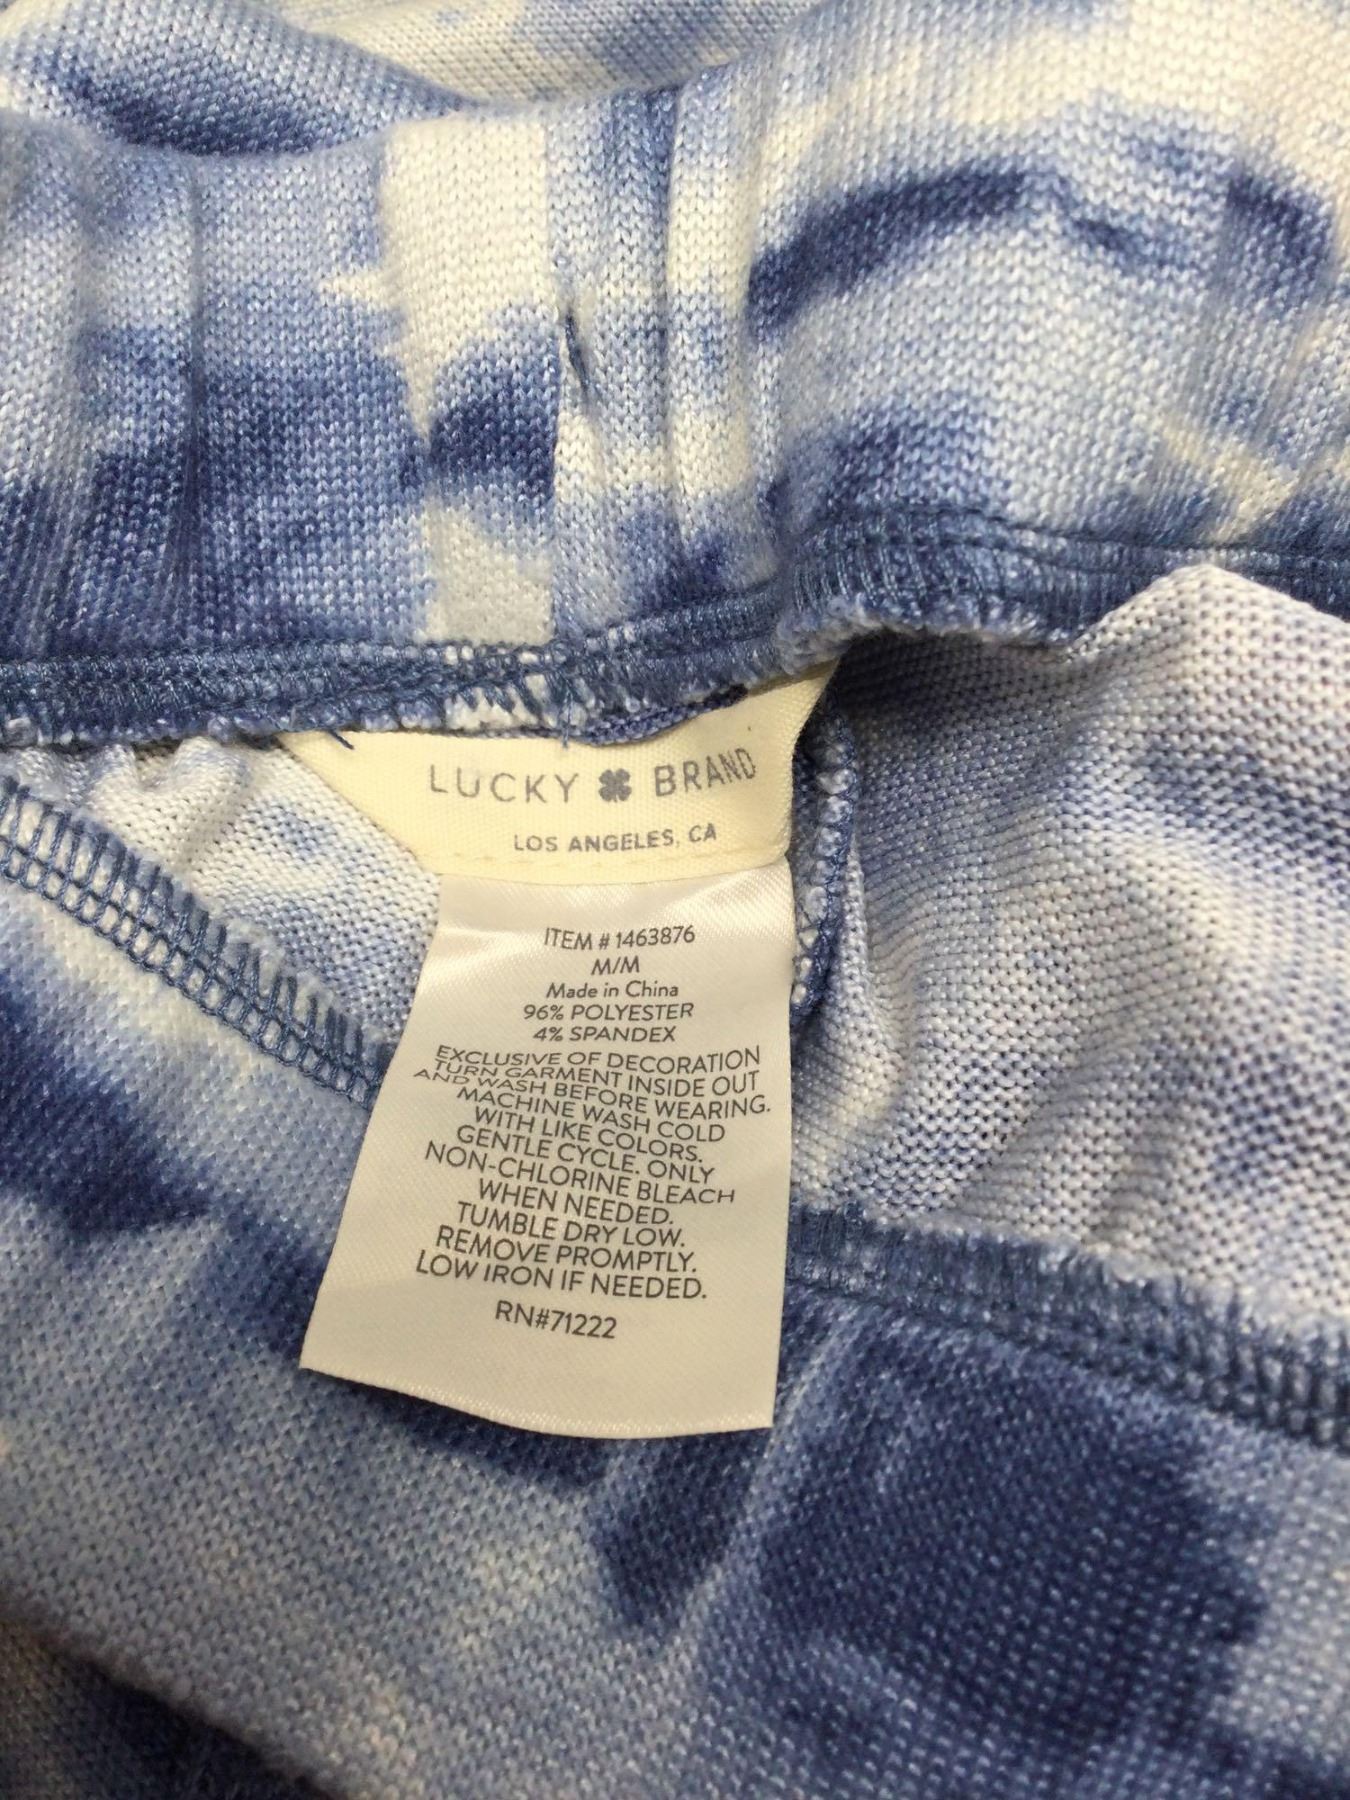 LUCKY BRAND
LOS ANGELES, CA
ITEM # 1463876
M/M
Made in China
96% POLYESTER
4% SPANDEX
EXCLUSIVE OF DECORATION
TURN GARMENT INSIDE OUT
AND WASH BEFORE WEARING.
MACHINE WASH COLD
WITH LIKE COLORS.
GENTLE CYCLE. ONLY
NON-CHLORINE BLEACH
WHEN NEEDED.
TUMBLE DRY LOW.
REMOVE PROMPTLY.
LOW IRON IF NEEDED.
RN#71222